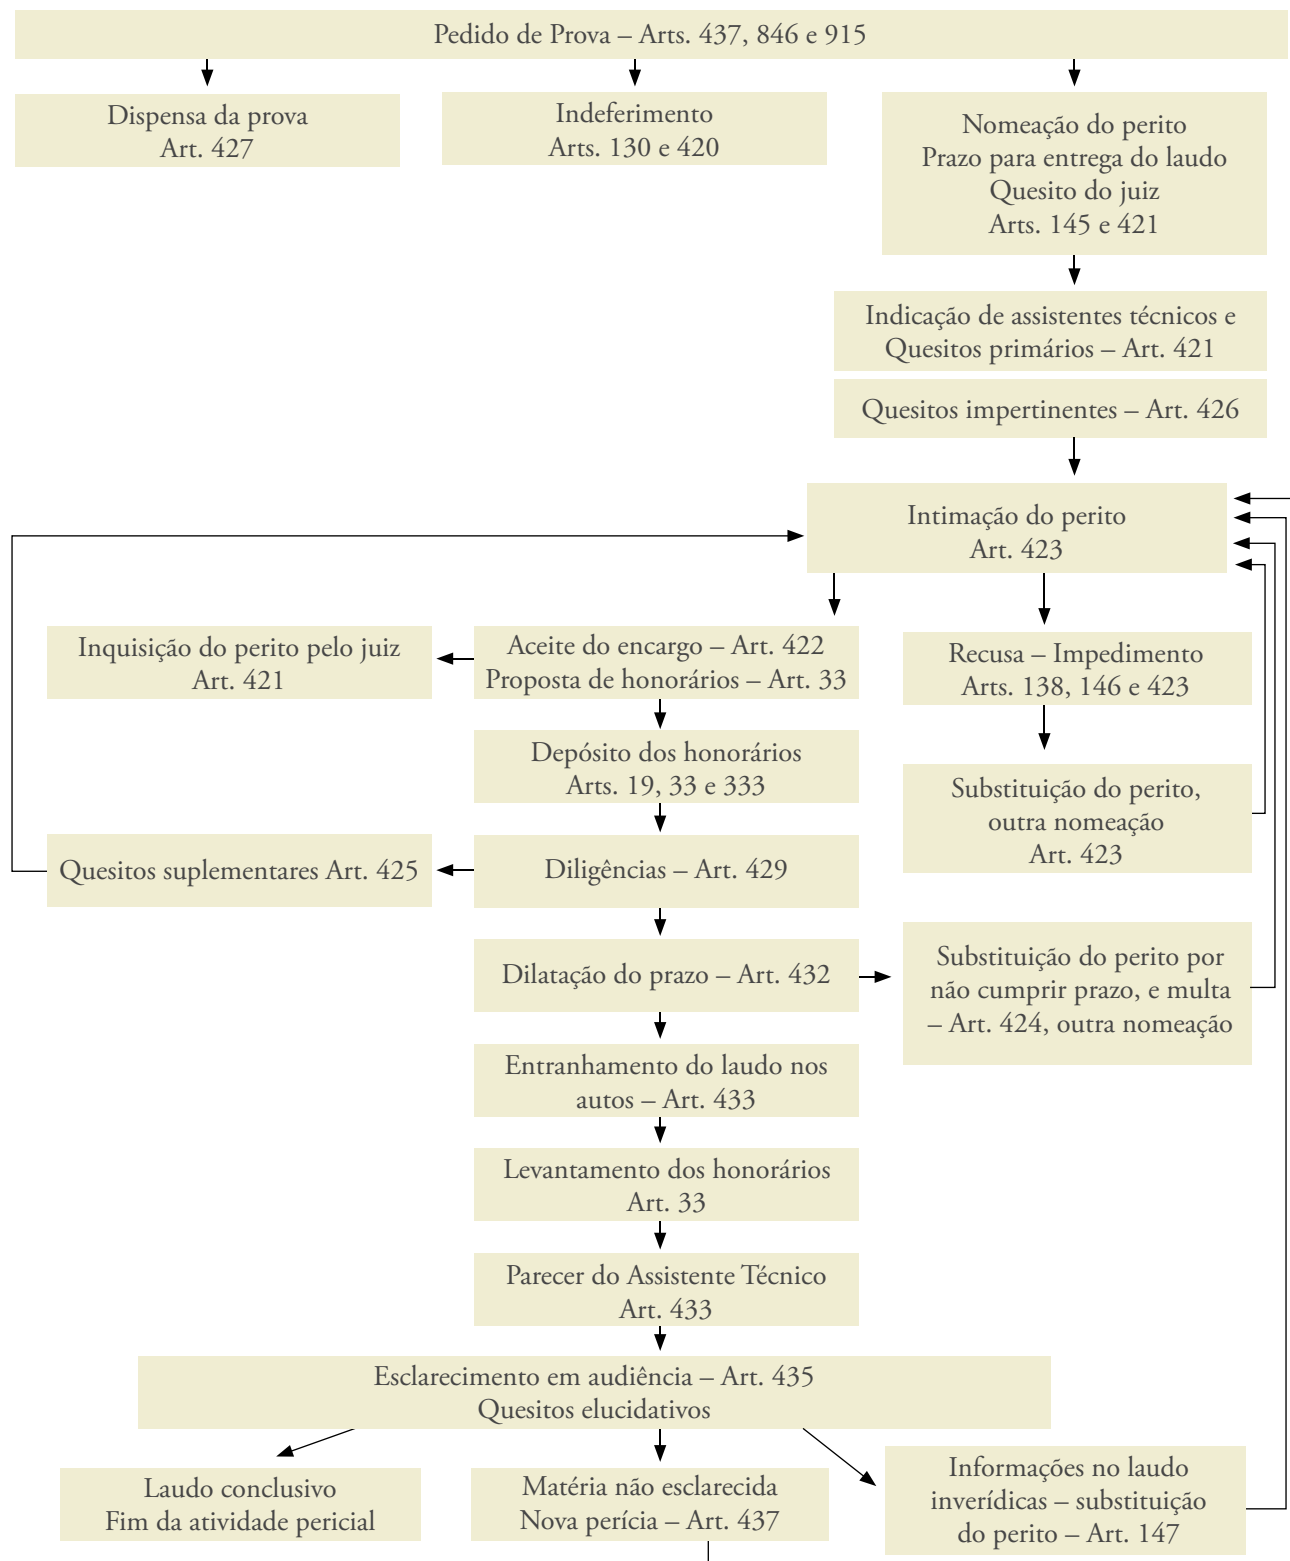 Pedido de Prova – Arts. 437, 846 e 915
Dispensa da prova
Art. 427
Indeferimento
Arts. 130 e 420
Nomeação do perito
Prazo para entrega do laudo
Quesito do juiz
Arts. 145 e 421
Indicação de assistentes técnicos e
Quesitos primários – Art. 421
Quesitos impertinentes – Art. 426
Intimação do perito
Art. 423
Inquisição do perito pelo juiz
Art. 421
Aceite do encargo – Art. 422
Proposta de honorários – Art. 33
Recusa – Impedimento
Arts. 138, 146 e 423
Depósito dos honorários
Arts. 19, 33 e 333
Substituição do perito,
outra nomeação
Art. 423
Quesitos suplementares Art. 425
Diligências – Art. 429
Dilatação do prazo – Art. 432
Substituição do perito por
não cumprir prazo, e multa
– Art. 424, outra nomeação
Entranhamento do laudo nos
autos – Art. 433
Levantamento dos honorários
Art. 33
Parecer do Assistente Técnico
Art. 433
Esclarecimento em audiência – Art. 435
Quesitos elucidativos
Laudo conclusivo
Fim da atividade pericial
Matéria não esclarecida
Nova perícia – Art. 437
Informações no laudo
inverídicas – substituição
do perito – Art. 147